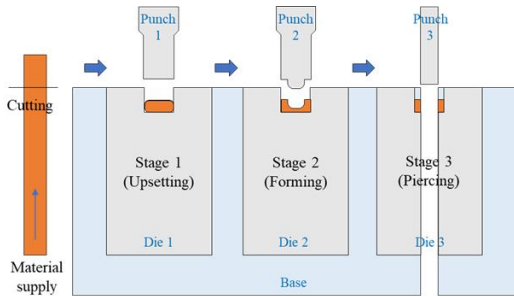 Punch
1
Punch
2
Punch
3
Cutting
Stage 1
(Upsetting)
Stage 2
(Forming)
Stage 3
(Piercing)
Die 1
Die 2
Die 3
Material
supply
Base